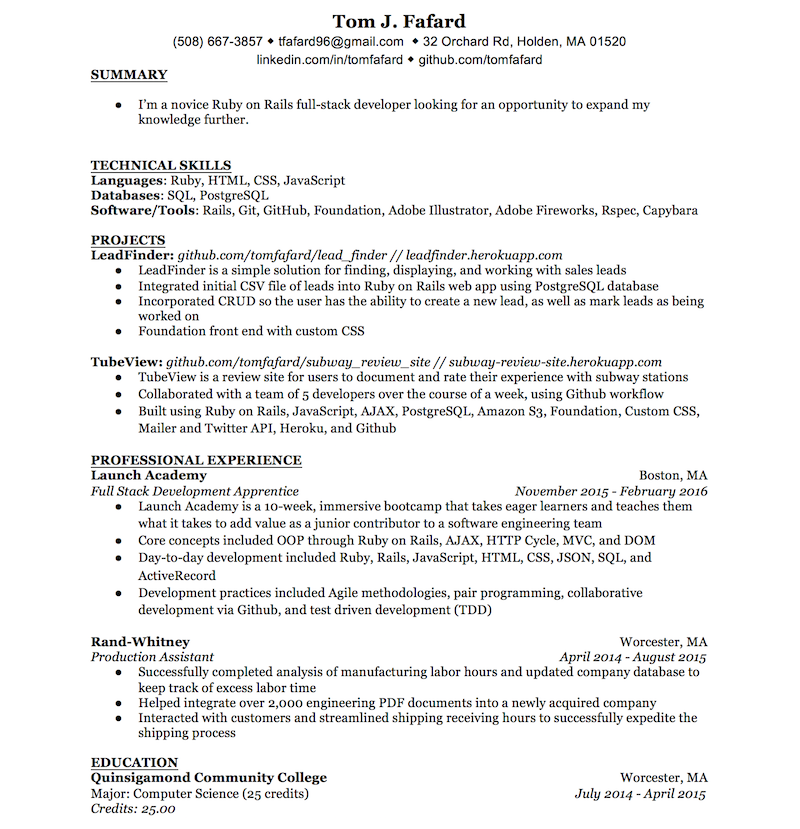 Tom J. Fafard
(508) 667-3857 ◆ tfafard96@gmail.com ◆ 32 Orchard Rd, Holden, MA 01520
linkedin.com/in/tomfafard ◆ github.com/tomfafard
SUMMARY
● I'm a novice Ruby on Rails full-stack developer looking for an opportunity to expand my
knowledge further.
TECHNICAL SKILLS
Languages: Ruby, HTML, CSS, JavaScript
Databases: SQL, PostgreSQL
Software/Tools: Rails, Git, GitHub, Foundation, Adobe Illustrator, Adobe Fireworks, Rspec, Capybara
PROJECTS
LeadFinder: github.com/tomfafard/lead_finder // leadfinder.herokuapp.com
● LeadFinder is a simple solution for finding, displaying, and working with sales leads
● Integrated initial CSV file of leads into Ruby on Rails web app using PostgreSQL database
● Incorporated CRUD so the user has the ability to create a new lead, as well as mark leads as being
worked on
● Foundation front end with custom CSS
TubeView: github.com/tomfafard/subway_review_site // subway-review-site.herokuapp.com
● TubeView is a review site for users to document and rate their experience with subway stations
● Collaborated with a team of 5 developers over the course of a week, using Github workflow
● Built using Ruby on Rails, JavaScript, AJAX, PostgreSQL, Amazon S3, Foundation, Custom CSS,
Mailer and Twitter API, Heroku, and Github
PROFESSIONAL EXPERIENCE
Launch Academy Boston, MA
Full Stack Development Apprentice November 2015 - February 2016
● Launch Academy is a 10-week, immersive bootcamp that takes eager learners and teaches them
what it takes to add value as a junior contributor to a software engineering team
● Core concepts included OOP through Ruby on Rails, AJAX, HTTP Cycle, MVC, and DOM
● Day-to-day development included Ruby, Rails, JavaScript, HTML, CSS, JSON, SQL, and
ActiveRecord
● Development practices included Agile methodologies, pair programming, collaborative
development via Github, and test driven development (TDD)
Rand-Whitney Worcester, MA
Production Assistant April 2014 - August 2015
● Successfully completed analysis of manufacturing labor hours and updated company database to
keep track of excess labor time
● Helped integrate over 2,000 engineering PDF documents into a newly acquired company
● Interacted with customers and streamlined shipping receiving hours to successfully expedite the
shipping process
EDUCATION
Quinsigamond Community College Worcester, MA
Major: Computer Science (25 credits) July 2014 - April 2015
Credits: 25.00